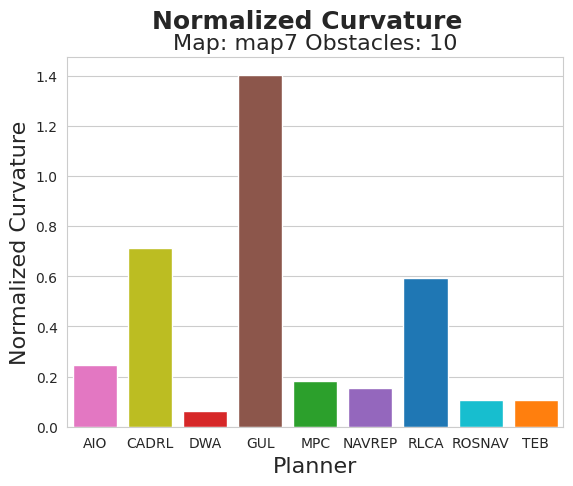 Normalized Curvature
Map: map7 Obstacles: 10
Normalized Curvature
1.4
1.2
1.0
0.8
0.6
0.4
0.2
0.0
AIO CADRL DWA GUL MPC NAVREP RLCA ROSNAV TEB
Planner